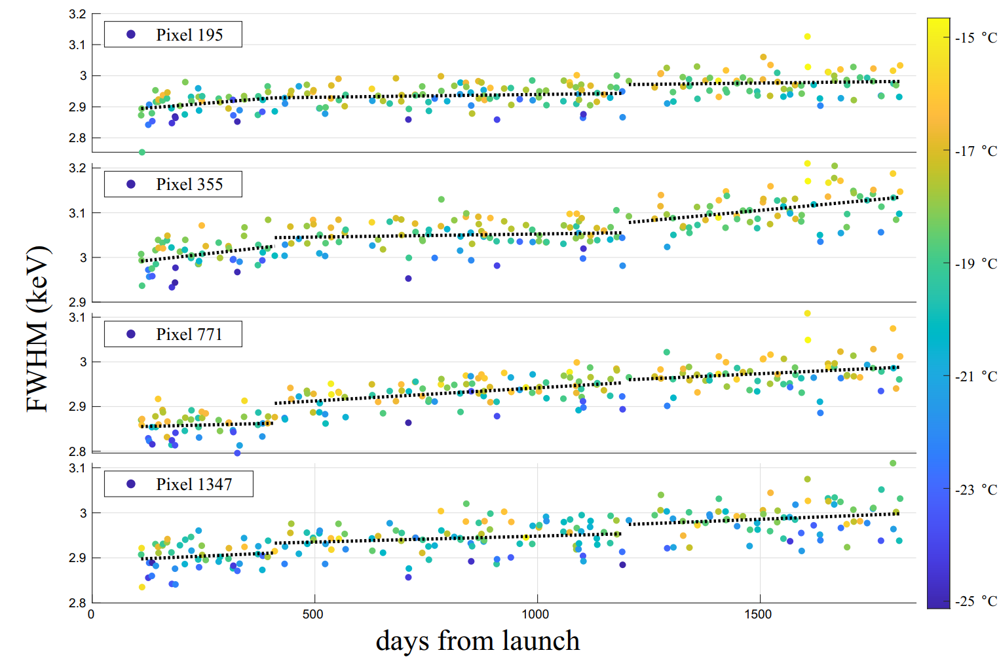 3.2
3.1
3
2.9
2.8
Pixel 195
3.2
3.1
3
2.9
Pixel 355
3.1
3
2.9
2.8
Pixel 771
3.1
3
2.9
2.8
Pixel 1347
0
500
1000
1500
days from launch
FWHM (keV)
-15 °C
-17 °C
-19 °C
-21 °C
-23 °C
-25 °C